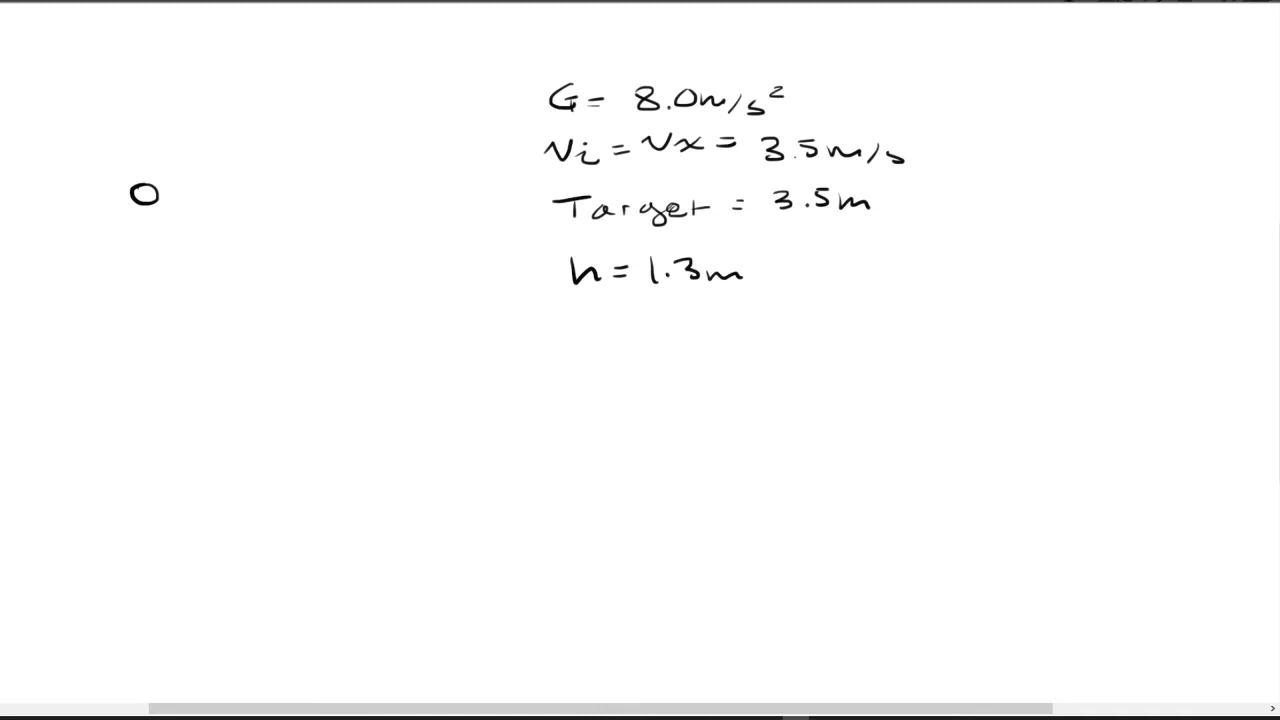 G = 8.0m/s²
Vi = Vx = 3.5m/s
Target = 3.5m
h = 1.3m